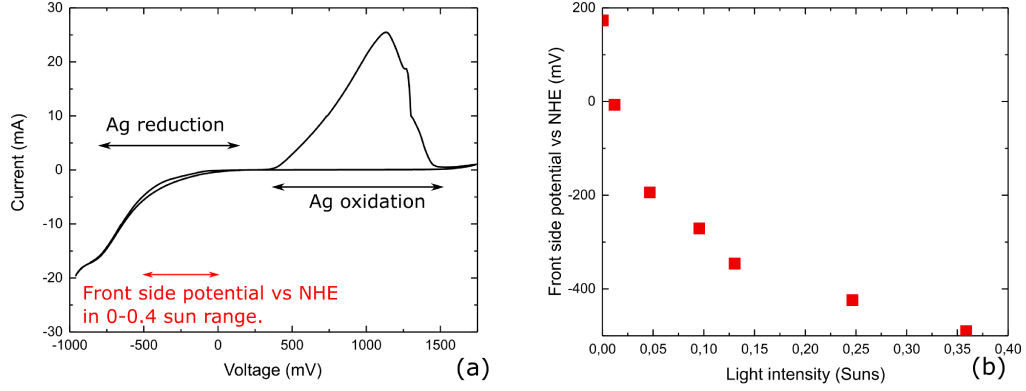 30
20
10
0
-10
-20
-30
Current (mA)
Ag reduction
Ag oxidation
Front side potential vs NHE
in 0-0.4 sun range.
-1000 -500 0 500 1000 1500
Voltage (mV)
(a)
200
0
-200
-400
Front side potential vs NHE (mV)
0,00 0,05 0,10 0,15 0,20 0,25 0,30 0,35 0,40
Light intensity (Suns)
(b)